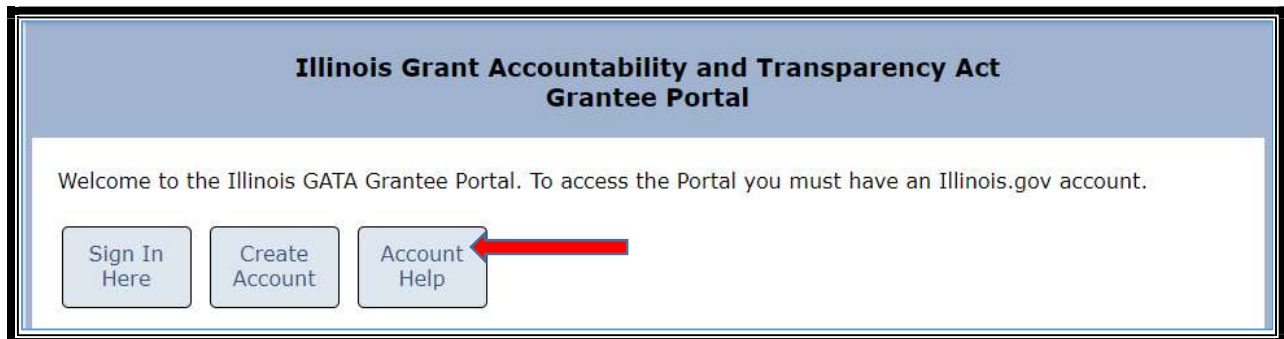 Illinois Grant Accountability and Transparency Act
Grantee Portal
Welcome to the Illinois GATA Grantee Portal. To access the Portal you must have an Illinois.gov account.
Sign In
Here
Create
Account
Account
Help